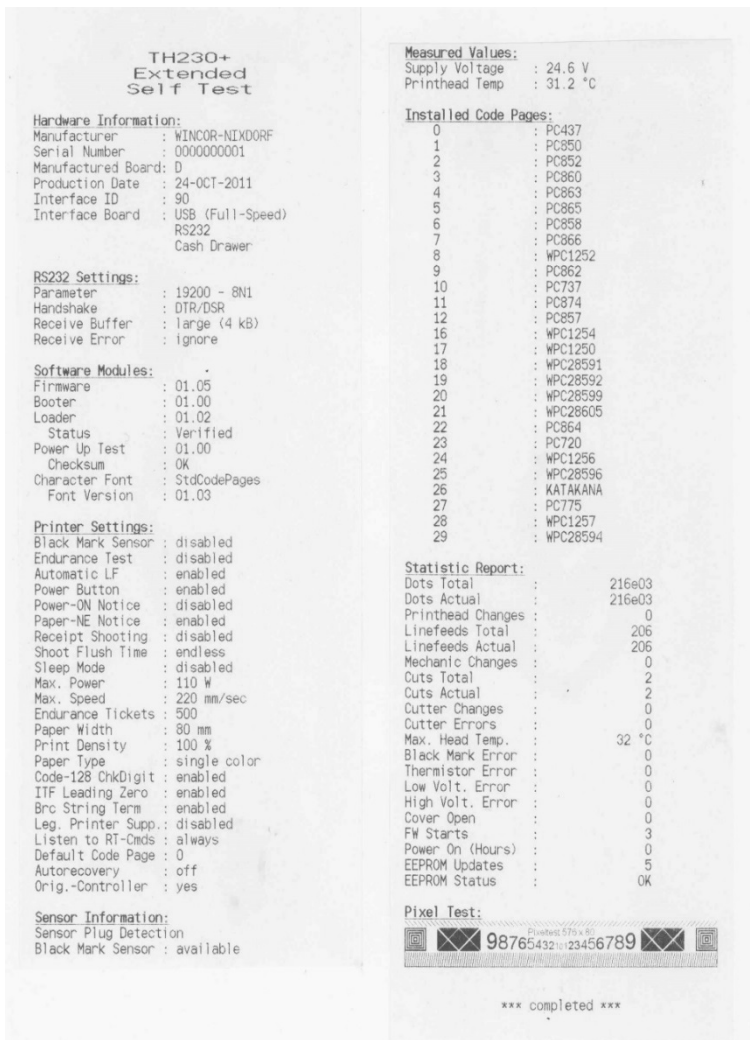 TH230+
Extended
Self Test
Hardware Information:
Manufacturer : WINCOR-NIXDORF
Serial Number : 0000000001
Manufactured Board: D
Production Date : 24-OCT-2011
Interface ID : 90
Interface Board : USB (Full-Speed)
RS232
Cash Drawer
RS232 Settings:
Parameter : 19200 - 8N1
Handshake : DTR/DSR
Receive Buffer : large (4 kB)
Receive Error : ignore
Software Modules:
Firmware : 01.05
Booter : 01.00
Loader : 01.02
Status : Verified
Power Up Test : 01.00
Checksum : OK
Character Font : StdCodePages
Font Version : 01.03
Printer Settings:
Black Mark Sensor : disabled
Endurance Test : disabled
Automatic LF : enabled
Power Button : enabled
Power-ON Notice : disabled
Paper-NE Notice : enabled
Receipt Shooting : disabled
Shoot Flush Time : endless
Sleep Mode : disabled
Max. Power : 110 W
Max. Speed : 220 mm/sec
Endurance Tickets : 500
Paper Width : 80 mm
Print Density : 100 %
Paper Type : single color
Code-128 ChkDigit : enabled
ITF Leading Zero : enabled
Brc String Term : enabled
Leg. Printer Supp.: disabled
Listen to RT-Cmds : always
Default Code Page : 0
Autorecovery : off
Orig.-Controller : yes
Sensor Information:
Sensor Plug Detection
Black Mark Sensor : available
Measured Values:
Supply Voltage : 24.6 V
Printhead Temp : 31.2 °C
Installed Code Pages:
0 : PC437
1 : PC850
2 : PC852
3 : PC860
4 : PC863
5 : PC865
6 : PC858
7 : PC866
8 : WPC1252
9 : PC862
10 : PC737
11 : PC874
12 : PC857
16 : WPC1254
17 : WPC1250
18 : WPC28591
19 : WPC28592
20 : WPC28599
21 : WPC28605
22 : PC864
23 : PC720
24 : WPC1256
25 : WPC28596
26 : KATAKANA
27 : PC775
28 : WPC1257
29 : WPC28594
Statistic Report:
Dots Total : 216e03
Dots Actual : 216e03
Printhead Changes : 0
Linefeeds Total : 206
Linefeeds Actual : 206
Mechanic Changes : 0
Cuts Total : 2
Cuts Actual : 2
Cutter Changes : 0
Cutter Errors : 0
Max. Head Temp. : 32 °C
Black Mark Error : 0
Thermistor Error : 0
Low Volt. Error : 0
High Volt. Error : 0
Cover Open : 0
FW Starts : 3
Power On (Hours) : 0
EEPROM Updates : 5
EEPROM Status : OK
Pixel Test:
Pixeltest 576 x 80
9876543210123456789
*** completed ***